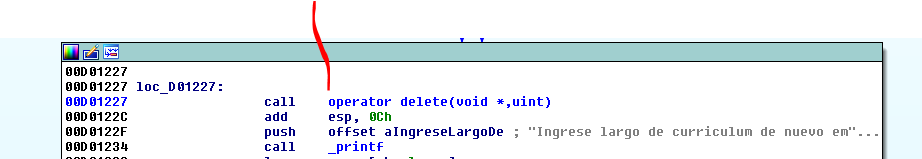 00D01227
00D01227 loc_D01227:
00D01227 call operator delete(void *,uint)
00D0122C add esp, 0Ch
00D0122F push offset aIngreseLargoDe ; "Ingrese largo de curriculum de nuevo em"...
00D01234 call _printf